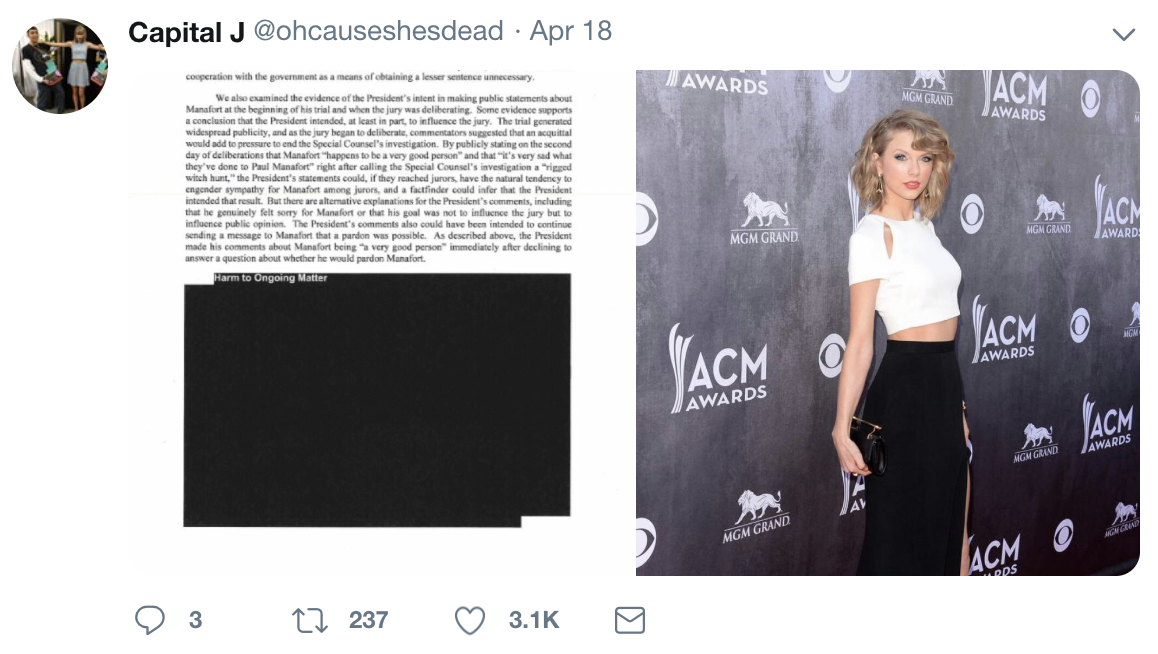 Capital J @ohcauseshesdead · Apr 18
cooperation with the government as a means of obtaining a lesser sentence unnecessary.
We also examined the evidence of the President's intent in making public statements about
Manafort at the beginning of his trial and when the jury was deliberating. Some evidence supports
a conclusion that the President intended, at least in part, to influence the jury. The trial generated
widespread publicity, and as the jury began to deliberate, commentators suggested that an acquittal
would add to pressure to end the Special Counsel's investigation. By publicly stating on the second
day of deliberations that Manafort "happens to be a very good person" and that "it's very sad what
they've done to Paul Manafort" right after calling the Special Counsel's investigation a "rigged
witch hunt," the President's statements could, if they reached jurors, have the natural tendency to
engender sympathy for Manafort among jurors, and a factfinder could infer that the President
intended that result. But there are alternative explanations for the President's comments, including
that he genuinely felt sorry for Manafort or that his goal was not to influence the jury but to
influence public opinion. The President's comments also could have been intended to continue
sending a message to Manafort that a pardon was possible. As described above, the President
made his comments about Manafort being "a very good person" immediately after declining to
answer a question about whether he would pardon Manafort.
Harm to Ongoing Matter
AWARDS
MGM GRAND
ACM
AWARDS
MGM GRAND
MGM GRAND
ACM
AWARDS
ACM
AWARDS
ACM
AWARDS
MGM
MGM GRAND
ACM
AWARDS
MGM GRAND
MGM GRAND
ACM
3 237 3.1K